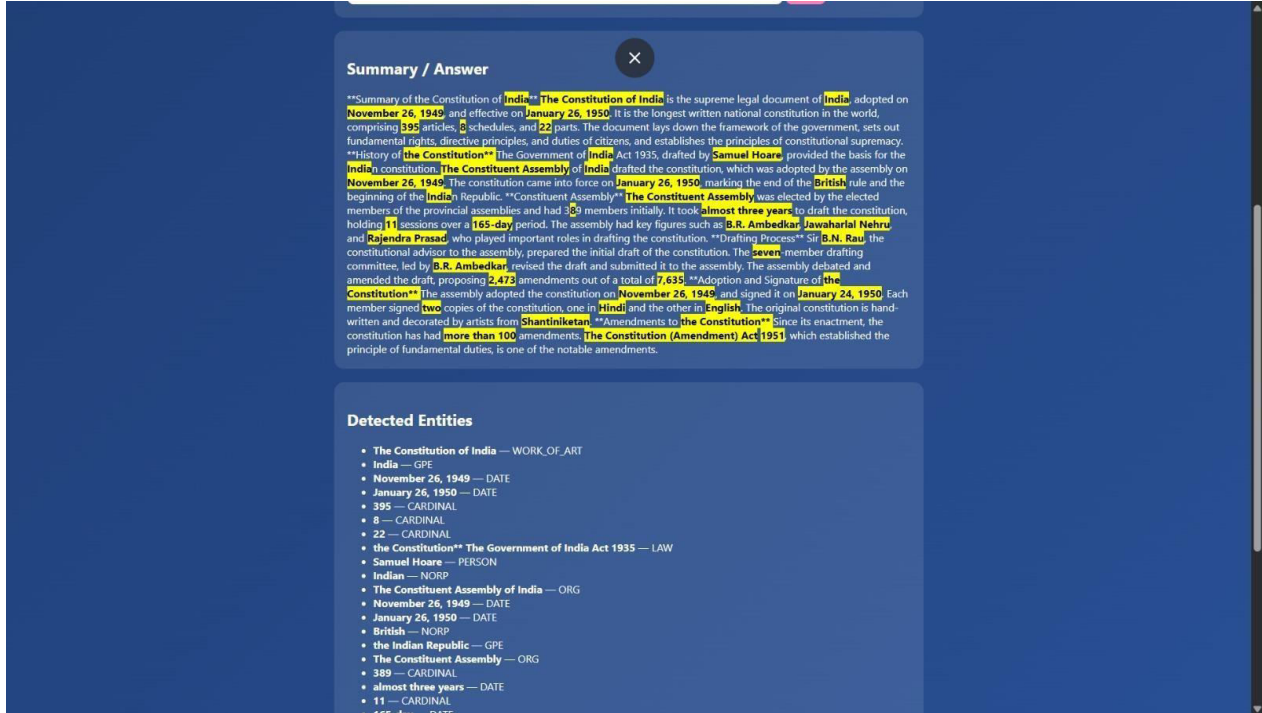 Summary / Answer
**Summary of the Constitution of India** The Constitution of India is the supreme legal document of India, adopted on
November 26, 1949, and effective on January 26, 1950. It is the longest written national constitution in the world,
comprising 395 articles, 8 schedules, and 22 parts. The document lays down the framework of the government, sets out
fundamental rights, directive principles, and duties of citizens, and establishes the principles of constitutional supremacy.
**History of the Constitution** The Government of India Act 1935, drafted by Samuel Hoare, provided the basis for the
Indian constitution. The Constituent Assembly of India drafted the constitution, which was adopted by the assembly on
November 26, 1949. The constitution came into force on January 26, 1950, marking the end of the British rule and the
beginning of the Indian Republic. **Constituent Assembly** The Constituent Assembly was elected by the elected
members of the provincial assemblies and had 389 members initially. It took almost three years to draft the constitution,
holding 11 sessions over a 165-day period. The assembly had key figures such as B.R. Ambedkar, Jawaharlal Nehru,
and Rajendra Prasad, who played important roles in drafting the constitution. **Drafting Process** Sir B.N. Rau, the
constitutional advisor to the assembly, prepared the initial draft of the constitution. The seven-member drafting
committee, led by B.R. Ambedkar, revised the draft and submitted it to the assembly. The assembly debated and
amended the draft, proposing 2,473 amendments out of a total of 7,635. **Adoption and Signature of the
Constitution** The assembly adopted the constitution on November 26, 1949, and signed it on January 24, 1950. Each
member signed two copies of the constitution, one in Hindi and the other in English. The original constitution is hand-
written and decorated by artists from Shantiniketan. **Amendments to the Constitution** Since its enactment, the
constitution has had more than 100 amendments. The Constitution (Amendment) Act 1951, which established the
principle of fundamental duties, is one of the notable amendments.
Detected Entities
• The Constitution of India — WORK_OF_ART
• India — GPE
• November 26, 1949 — DATE
• January 26, 1950 — DATE
• 395 — CARDINAL
• 8 — CARDINAL
• 22 — CARDINAL
• the Constitution** The Government of India Act 1935 — LAW
• Samuel Hoare — PERSON
• Indian — NORP
• The Constituent Assembly of India — ORG
• November 26, 1949 — DATE
• January 26, 1950 — DATE
• British — NORP
• the Indian Republic — GPE
• The Constituent Assembly — ORG
• 389 — CARDINAL
• almost three years — DATE
• 11 — CARDINAL
• 165-day — DATE